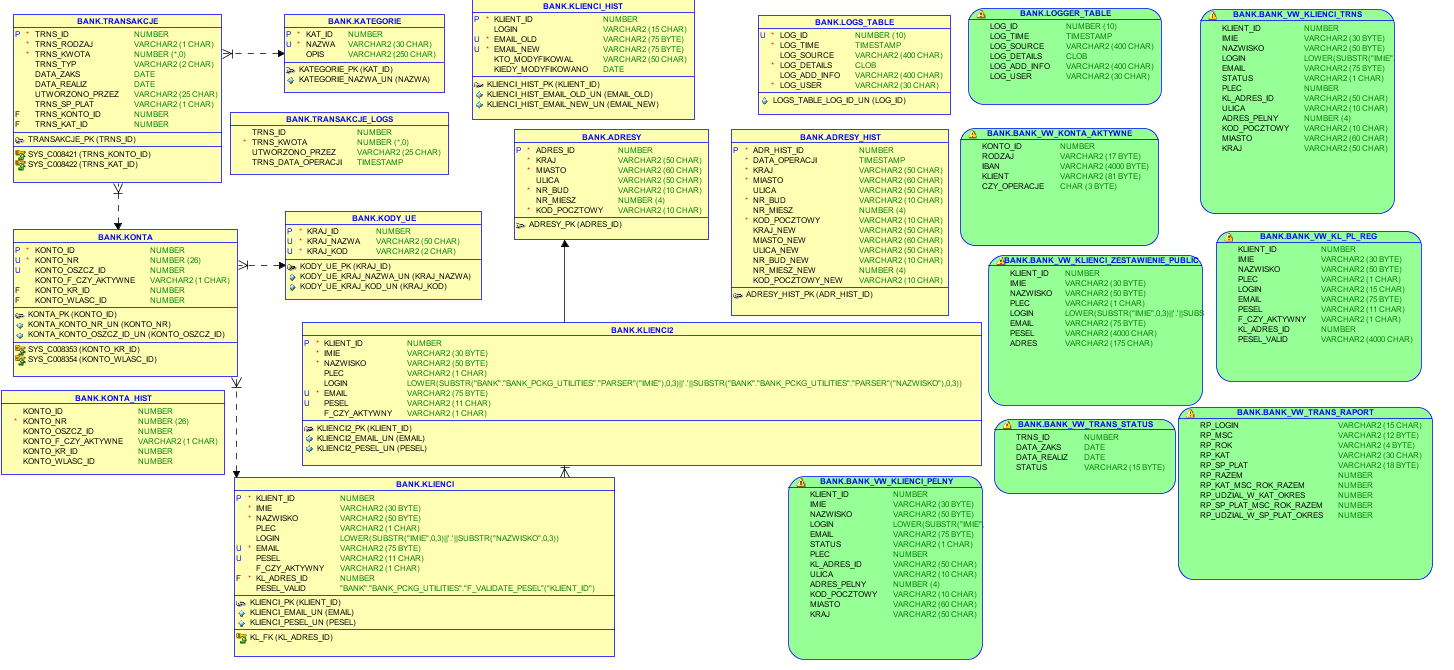 BANK.TRANSAKCJE
P * TRNS_ID NUMBER
* TRNS_RODZAJ VARCHAR2 (1 CHAR)
* TRNS_KWOTA NUMBER (*,0)
TRNS_TYP VARCHAR2 (2 CHAR)
DATA_ZAKS DATE
DATA_REALIZ DATE
UTWORZONO_PRZEZ VARCHAR2 (25 CHAR)
TRNS_SP_PLAT VARCHAR2 (1 CHAR)
F TRNS_KONTO_ID NUMBER
F TRNS_KAT_ID NUMBER
TRANSAKCJE_PK (TRNS_ID)
SYS_C008421 (TRNS_KONTO_ID)
SYS_C008422 (TRNS_KAT_ID)
BANK.KATEGORIE
P * KAT_ID NUMBER
U * NAZWA VARCHAR2 (30 CHAR)
OPIS VARCHAR2 (250 CHAR)
KATEGORIE_PK (KAT_ID)
KATEGORIE_NAZWA_UN (NAZWA)
BANK.KLIENCI_HIST
P * KLIENT_ID NUMBER
LOGIN VARCHAR2 (15 CHAR)
U * EMAIL_OLD VARCHAR2 (75 BYTE)
U * EMAIL_NEW VARCHAR2 (75 BYTE)
KTO_MODYFIKOWAL VARCHAR2 (50 CHAR)
KIEDY_MODYFIKOWANO DATE
KLIENCI_HIST_PK (KLIENT_ID)
KLIENCI_HIST_EMAIL_OLD_UN (EMAIL_OLD)
KLIENCI_HIST_EMAIL_NEW_UN (EMAIL_NEW)
BANK.LOGS_TABLE
U * LOG_ID NUMBER (10)
* LOG_TIME TIMESTAMP
LOG_SOURCE VARCHAR2 (400 CHAR)
* LOG_DETAILS CLOB
LOG_ADD_INFO VARCHAR2 (400 CHAR)
* LOG_USER VARCHAR2 (30 CHAR)
LOGS_TABLE_LOG_ID_UN (LOG_ID)
BANK.LOGGER_TABLE
LOG_ID NUMBER (10)
LOG_TIME TIMESTAMP
LOG_SOURCE VARCHAR2 (400 CHAR)
LOG_DETAILS CLOB
LOG_ADD_INFO VARCHAR2 (400 CHAR)
LOG_USER VARCHAR2 (30 CHAR)
BANK.BANK_VW_KLIENCI_TRNS
KLIENT_ID NUMBER
IMIE VARCHAR2 (30 BYTE)
NAZWISKO VARCHAR2 (50 BYTE)
LOGIN LOWER(SUBSTR("IMIE"
EMAIL VARCHAR2 (75 BYTE)
STATUS VARCHAR2 (1 CHAR)
PLEC NUMBER
KL_ADRES_ID VARCHAR2 (50 CHAR)
ULICA VARCHAR2 (10 CHAR)
ADRES_PELNY NUMBER (4)
KOD_POCZTOWY VARCHAR2 (10 CHAR)
MIASTO VARCHAR2 (60 CHAR)
KRAJ VARCHAR2 (50 CHAR)
BANK.TRANSAKCJE_LOGS
TRNS_ID NUMBER
* TRNS_KWOTA NUMBER (*,0)
UTWORZONO_PRZEZ VARCHAR2 (25 CHAR)
TRNS_DATA_OPERACJI TIMESTAMP
BANK.ADRESY
P * ADRES_ID NUMBER
* KRAJ VARCHAR2 (50 CHAR)
* MIASTO VARCHAR2 (60 CHAR)
ULICA VARCHAR2 (50 CHAR)
* NR_BUD VARCHAR2 (10 CHAR)
NR_MIESZ NUMBER (4)
* KOD_POCZTOWY VARCHAR2 (10 CHAR)
ADRESY_PK (ADRES_ID)
BANK.ADRESY_HIST
P * ADR_HIST_ID NUMBER
* DATA_OPERACJI TIMESTAMP
* KRAJ VARCHAR2 (50 CHAR)
* MIASTO VARCHAR2 (60 CHAR)
ULICA VARCHAR2 (50 CHAR)
* NR_BUD VARCHAR2 (10 CHAR)
NR_MIESZ NUMBER (4)
* KOD_POCZTOWY VARCHAR2 (10 CHAR)
KRAJ_NEW VARCHAR2 (50 CHAR)
MIASTO_NEW VARCHAR2 (60 CHAR)
ULICA_NEW VARCHAR2 (50 CHAR)
NR_BUD_NEW VARCHAR2 (10 CHAR)
NR_MIESZ_NEW NUMBER (4)
KOD_POCZTOWY_NEW VARCHAR2 (10 CHAR)
ADRESY_HIST_PK (ADR_HIST_ID)
BANK.BANK_VW_KONTA_AKTYWNE
KONTO_ID NUMBER
RODZAJ VARCHAR2 (17 BYTE)
IBAN VARCHAR2 (4000 BYTE)
KLIENT VARCHAR2 (81 BYTE)
CZY_OPERACJE CHAR (3 BYTE)
BANK.KONTA
P * KONTO_ID NUMBER
U * KONTO_NR NUMBER (26)
U KONTO_OSZCZ_ID NUMBER
KONTO_F_CZY_AKTYWNE VARCHAR2 (1 CHAR)
F KONTO_KR_ID NUMBER
F KONTO_WLASC_ID NUMBER
KONTA_PK (KONTO_ID)
KONTA_KONTO_NR_UN (KONTO_NR)
KONTA_KONTO_OSZCZ_ID_UN (KONTO_OSZCZ_ID)
SYS_C008353 (KONTO_KR_ID)
SYS_C008354 (KONTO_WLASC_ID)
BANK.KODY_UE
P * KRAJ_ID NUMBER
U * KRAJ_NAZWA VARCHAR2 (50 CHAR)
U * KRAJ_KOD VARCHAR2 (2 CHAR)
KODY_UE_PK (KRAJ_ID)
KODY_UE_KRAJ_NAZWA_UN (KRAJ_NAZWA)
KODY_UE_KRAJ_KOD_UN (KRAJ_KOD)
BANK.BANK_VW_KLIENCI_ZESTAWIENIE_PUBLIC
KLIENT_ID NUMBER
IMIE VARCHAR2 (30 BYTE)
NAZWISKO VARCHAR2 (50 BYTE)
PLEC VARCHAR2 (1 CHAR)
LOGIN LOWER(SUBSTR("IMIE",0,3)||'.'||SUBS
EMAIL VARCHAR2 (75 BYTE)
PESEL VARCHAR2 (4000 CHAR)
ADRES VARCHAR2 (175 CHAR)
BANK.BANK_VW_KL_PL_REG
KLIENT_ID NUMBER
IMIE VARCHAR2 (30 BYTE)
NAZWISKO VARCHAR2 (50 BYTE)
PLEC VARCHAR2 (1 CHAR)
LOGIN VARCHAR2 (15 CHAR)
EMAIL VARCHAR2 (75 BYTE)
PESEL VARCHAR2 (11 CHAR)
F_CZY_AKTYWNY VARCHAR2 (1 CHAR)
KL_ADRES_ID NUMBER
PESEL_VALID VARCHAR2 (4000 CHAR)
BANK.KLIENCI2
P * KLIENT_ID NUMBER
* IMIE VARCHAR2 (30 BYTE)
* NAZWISKO VARCHAR2 (50 BYTE)
PLEC VARCHAR2 (1 CHAR)
LOGIN LOWER(SUBSTR("BANK"."BANK_PCKG_UTILITIES"."PARSER"("IMIE"),0,3)||'.'||SUBSTR("BANK"."BANK_PCKG_UTILITIES"."PARSER"("NAZWISKO"),0,3))
U * EMAIL VARCHAR2 (75 BYTE)
U PESEL VARCHAR2 (11 CHAR)
F_CZY_AKTYWNY VARCHAR2 (1 CHAR)
KLIENCI2_PK (KLIENT_ID)
KLIENCI2_EMAIL_UN (EMAIL)
KLIENCI2_PESEL_UN (PESEL)
BANK.KONTA_HIST
KONTO_ID NUMBER
* KONTO_NR NUMBER (26)
KONTO_OSZCZ_ID NUMBER
KONTO_F_CZY_AKTYWNE VARCHAR2 (1 CHAR)
KONTO_KR_ID NUMBER
KONTO_WLASC_ID NUMBER
BANK.BANK_VW_TRANS_STATUS
TRNS_ID NUMBER
DATA_ZAKS DATE
DATA_REALIZ DATE
STATUS VARCHAR2 (15 BYTE)
BANK.BANK_VW_TRANS_RAPORT
RP_LOGIN VARCHAR2 (15 CHAR)
RP_MSC VARCHAR2 (12 BYTE)
RP_ROK VARCHAR2 (4 BYTE)
RP_KAT VARCHAR2 (30 CHAR)
RP_SP_PLAT VARCHAR2 (18 BYTE)
RP_RAZEM NUMBER
RP_KAT_MSC_ROK_RAZEM NUMBER
RP_UDZIAL_W_KAT_OKRES NUMBER
RP_SP_PLAT_MSC_ROK_RAZEM NUMBER
RP_UDZIAL_W_SP_PLAT_OKRES NUMBER
BANK.KLIENCI
P * KLIENT_ID NUMBER
* IMIE VARCHAR2 (30 BYTE)
* NAZWISKO VARCHAR2 (50 BYTE)
PLEC VARCHAR2 (1 CHAR)
LOGIN LOWER(SUBSTR("IMIE",0,3)||'.'||SUBSTR("NAZWISKO",0,3))
U * EMAIL VARCHAR2 (75 BYTE)
U PESEL VARCHAR2 (11 CHAR)
F_CZY_AKTYWNY VARCHAR2 (1 CHAR)
F * KL_ADRES_ID NUMBER
PESEL_VALID "BANK"."BANK_PCKG_UTILITIES"."F_VALIDATE_PESEL"("KLIENT_ID")
KLIENCI_PK (KLIENT_ID)
KLIENCI_EMAIL_UN (EMAIL)
KLIENCI_PESEL_UN (PESEL)
KL_FK (KL_ADRES_ID)
BANK.BANK_VW_KLIENCI_PELNY
KLIENT_ID NUMBER
IMIE VARCHAR2 (30 BYTE)
NAZWISKO VARCHAR2 (50 BYTE)
LOGIN LOWER(SUBSTR("IMIE"
EMAIL VARCHAR2 (75 BYTE)
STATUS VARCHAR2 (1 CHAR)
PLEC NUMBER
KL_ADRES_ID VARCHAR2 (50 CHAR)
ULICA VARCHAR2 (10 CHAR)
ADRES_PELNY NUMBER (4)
KOD_POCZTOWY VARCHAR2 (10 CHAR)
MIASTO VARCHAR2 (60 CHAR)
KRAJ VARCHAR2 (50 CHAR)